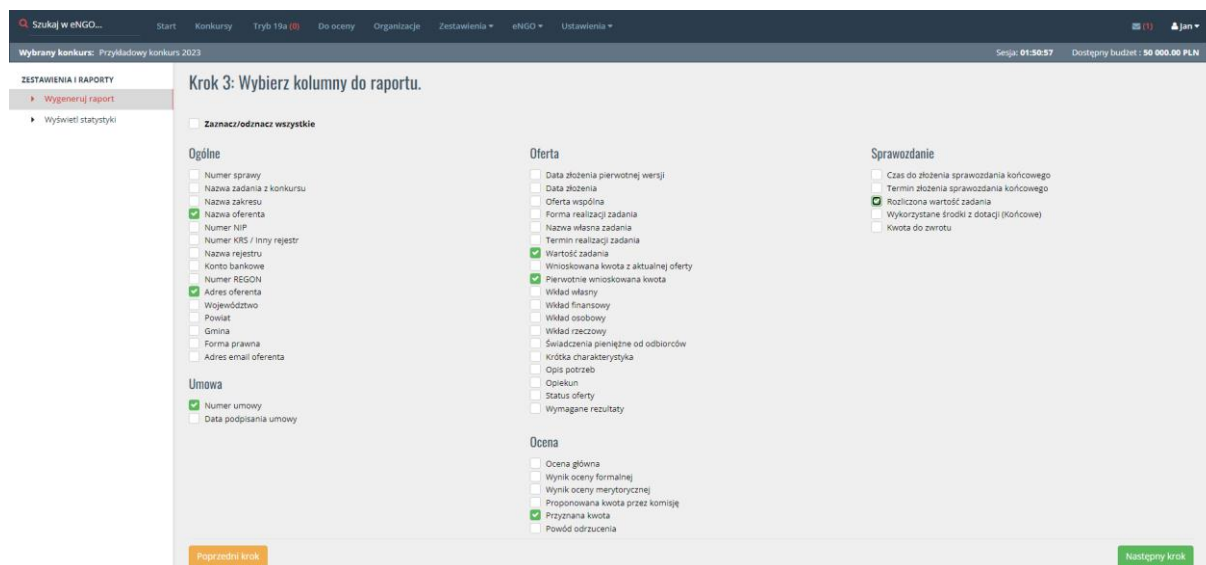 Szukaj w eNGO...
Start
Konkursy
Tryb 19a (0)
Do oceny
Organizacje
Zestawienia
eNGO
Ustawienia
(1)
Jan
Wybrany konkurs: Przykładowy konkurs 2023
Sesja: 01:50:57
Dostępny budżet : 50 000.00 PLN
ZESTAWIENIA I RAPORTY
Wygeneruj raport
Wyświetl statystyki
Krok 3: Wybierz kolumny do raportu.
Zaznacz/odznacz wszystkie
Ogólne
Numer sprawy
Nazwa zadania z konkursu
Nazwa zakresu
Nazwa oferenta
Numer NIP
Numer KRS / Inny rejestr
Nazwa rejestru
Konto bankowe
Numer REGON
Adres oferenta
Województwo
Powiat
Gmina
Forma prawna
Adres email oferenta
Umowa
Numer umowy
Data podpisania umowy
Oferta
Data złożenia pierwotnej wersji
Data złożenia
Oferta wspólna
Forma realizacji zadania
Nazwa własna zadania
Termin realizacji zadania
Wartość zadania
Wnioskowana kwota z aktualnej oferty
Pierwotnie wnioskowana kwota
Wkład własny
Wkład finansowy
Wkład osobowy
Wkład rzeczowy
Świadczenia pieniężne od odbiorców
Krótka charakterystyka
Opis potrzeb
Opiekun
Status oferty
Wymagane rezultaty
Ocena
Ocena główna
Wynik oceny formalnej
Wynik oceny merytorycznej
Proponowana kwota przez komisję
Przyznana kwota
Powód odrzucenia
Sprawozdanie
Czas do złożenia sprawozdania końcowego
Termin złożenia sprawozdania końcowego
Rozliczona wartość zadania
Wykorzystane środki z dotacji (Końcowe)
Kwota do zwrotu
Poprzedni krok
Następny krok